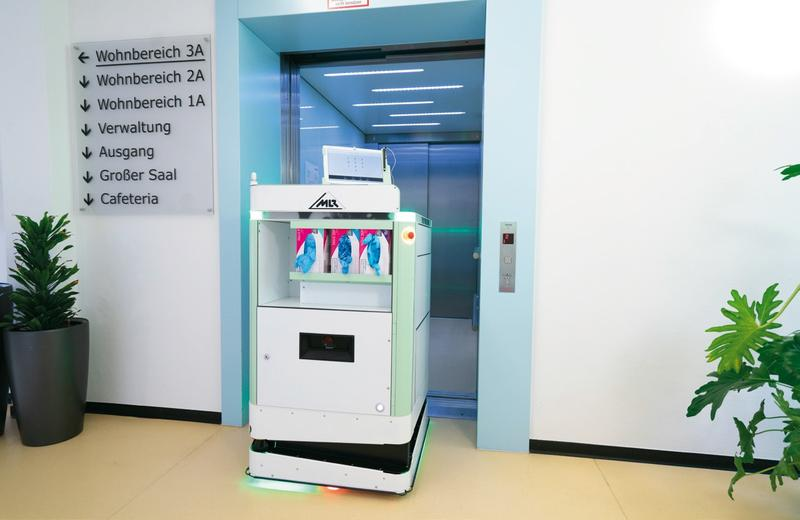 ← Wohnbereich 3A
↓ Wohnbereich 2A
↓ Wohnbereich 1A
↓ Verwaltung
↓ Ausgang
↓ Großer Saal
↓ Cafeteria
MLR